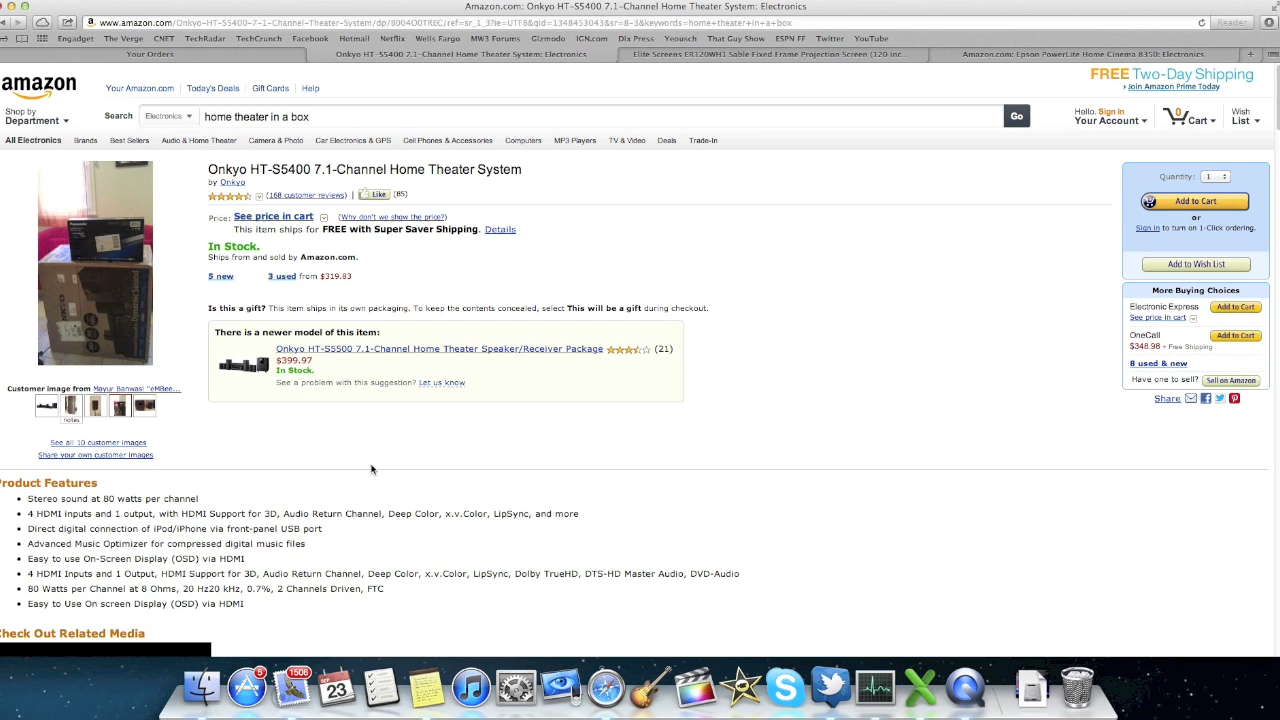 Amazon.com: Onkyo HT-S5400 7.1-Channel Home Theater System: Electronics
www.amazon.com/Onkyo-HT-S5400-7-1-Channel-Theater-System/dp/B004O0TREC/ref=sr_1_3?ie=UTF8&qid=1348453043&sr=8-3&keywords=home+theater+in+a+box
Reader
Engadget The Verge CNET TechRadar TechCrunch Facebook Hotmail Netflix Wells Fargo MW3 Forums Gizmodo IGN.com Dix Press Yeousch That Shy Guy ESPN FF Twitter YouTube
Your Orders
Onkyo HT-S5400 7.1-Channel Home Theater System: Electronics
Elite Screens ER120WH1 Sable Fixed Frame Projection Screen (120 inc...
Amazon.com: Epson PowerLite Home Cinema 8350: Electronics
amazon
Your Amazon.com Today's Deals Gift Cards Help
FREE Two-Day Shipping
› Join Amazon Prime Today
Shop by
Department
Search Electronics home theater in a box Go
Hello. Sign in
Your Account
0
Cart
Wish
List
All Electronics Brands Best Sellers Audio & Home Theater Camera & Photo Car Electronics & GPS Cell Phones & Accessories Computers MP3 Players TV & Video Deals Trade-In
Onkyo HT-S5400 7.1-Channel Home Theater System
by Onkyo
(168 customer reviews) | Like (85)
Price: See price in cart (Why don't we show the price?)
This item ships for FREE with Super Saver Shipping. Details
In Stock.
Ships from and sold by Amazon.com.
5 new 3 used from $319.83
Is this a gift? This item ships in its own packaging. To keep the contents concealed, select This will be a gift during checkout.
There is a newer model of this item:
Onkyo HT-S5500 7.1-Channel Home Theater Speaker/Receiver Package (21)
$399.97
In Stock.
See a problem with this suggestion? Let us know
Quantity: 1
Add to Cart
or
Sign in to turn on 1-Click ordering.
Add to Wish List
More Buying Choices
Electronic Express Add to Cart
See price in cart
OneCall Add to Cart
$348.98 + Free Shipping
8 used & new
Have one to sell? Sell on Amazon
Share
Customer image from Mayur Banwasi "eMBee...
notes
See all 10 customer images
Share your own customer images
Product Features
Stereo sound at 80 watts per channel
4 HDMI inputs and 1 output, with HDMI Support for 3D, Audio Return Channel, Deep Color, x.v.Color, LipSync, and more
Direct digital connection of iPod/iPhone via front-panel USB port
Advanced Music Optimizer for compressed digital music files
Easy to use On-Screen Display (OSD) via HDMI
4 HDMI Inputs and 1 Output, HDMI Support for 3D, Audio Return Channel, Deep Color, x.v.Color, LipSync, Dolby TrueHD, DTS-HD Master Audio, DVD-Audio
80 Watts per Channel at 8 Ohms, 20 Hz20 kHz, 0.7%, 2 Channels Driven, FTC
Easy to Use On screen Display (OSD) via HDMI
Check Out Related Media
5
1506
SEP
23